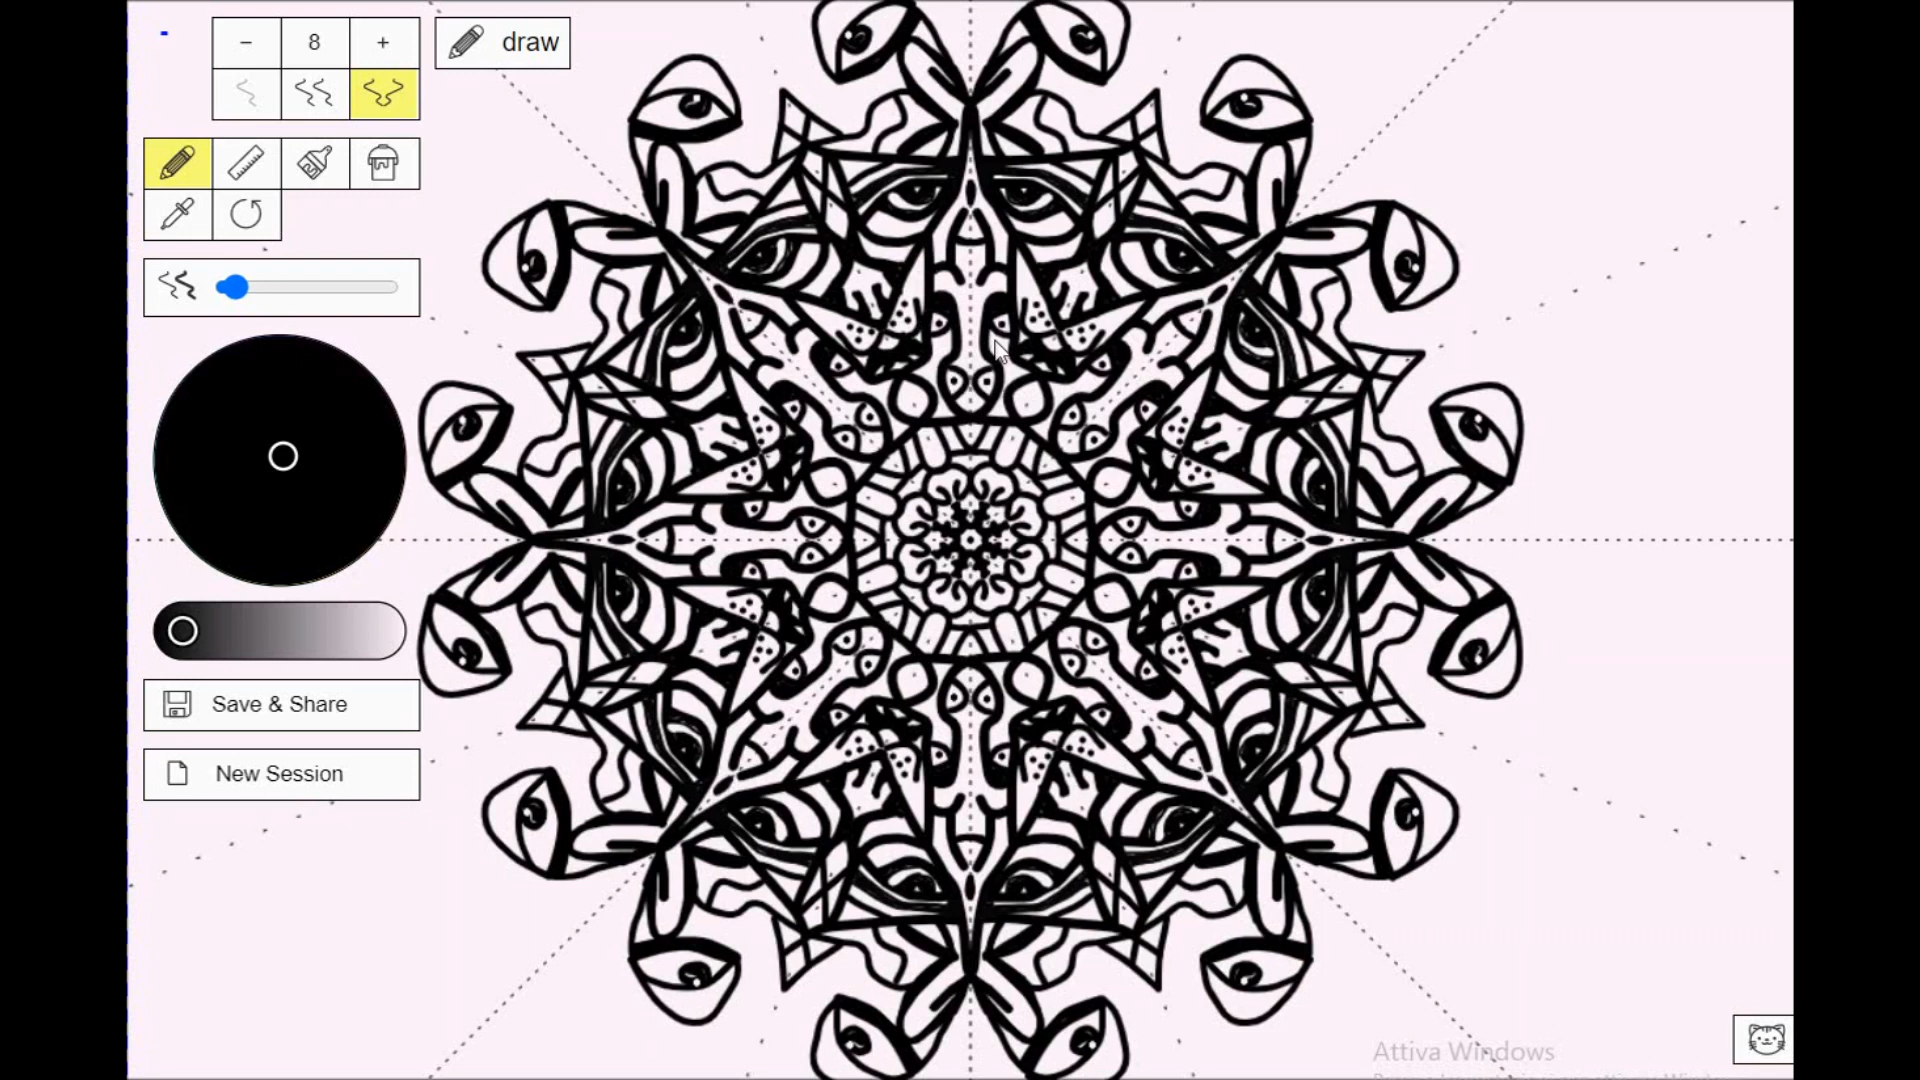 − 8 +
draw
Save & Share
New Session
Attiva Windows